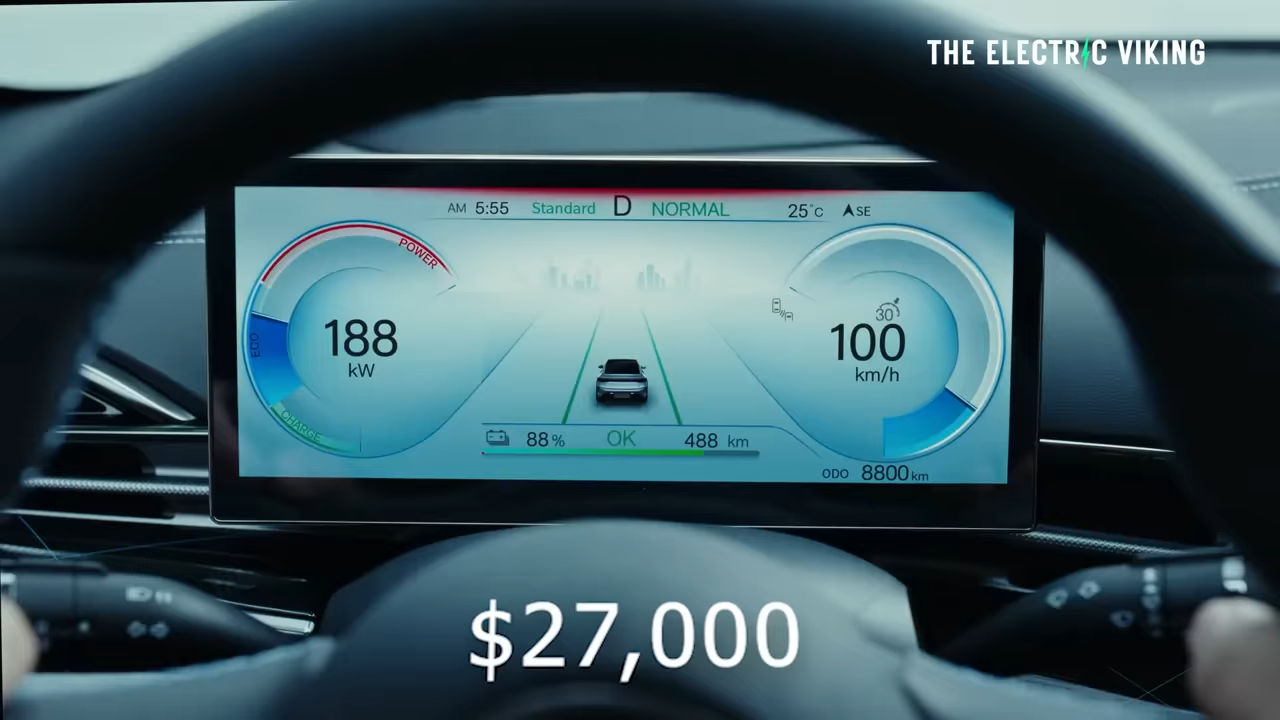 THE ELECTRIC VIKING
AM 5:55 Standard D NORMAL 25°C SE
POWER
ECO
CHARGE
188
kW
30
100
km/h
88% OK 488 km
ODO 8800km
$27,000